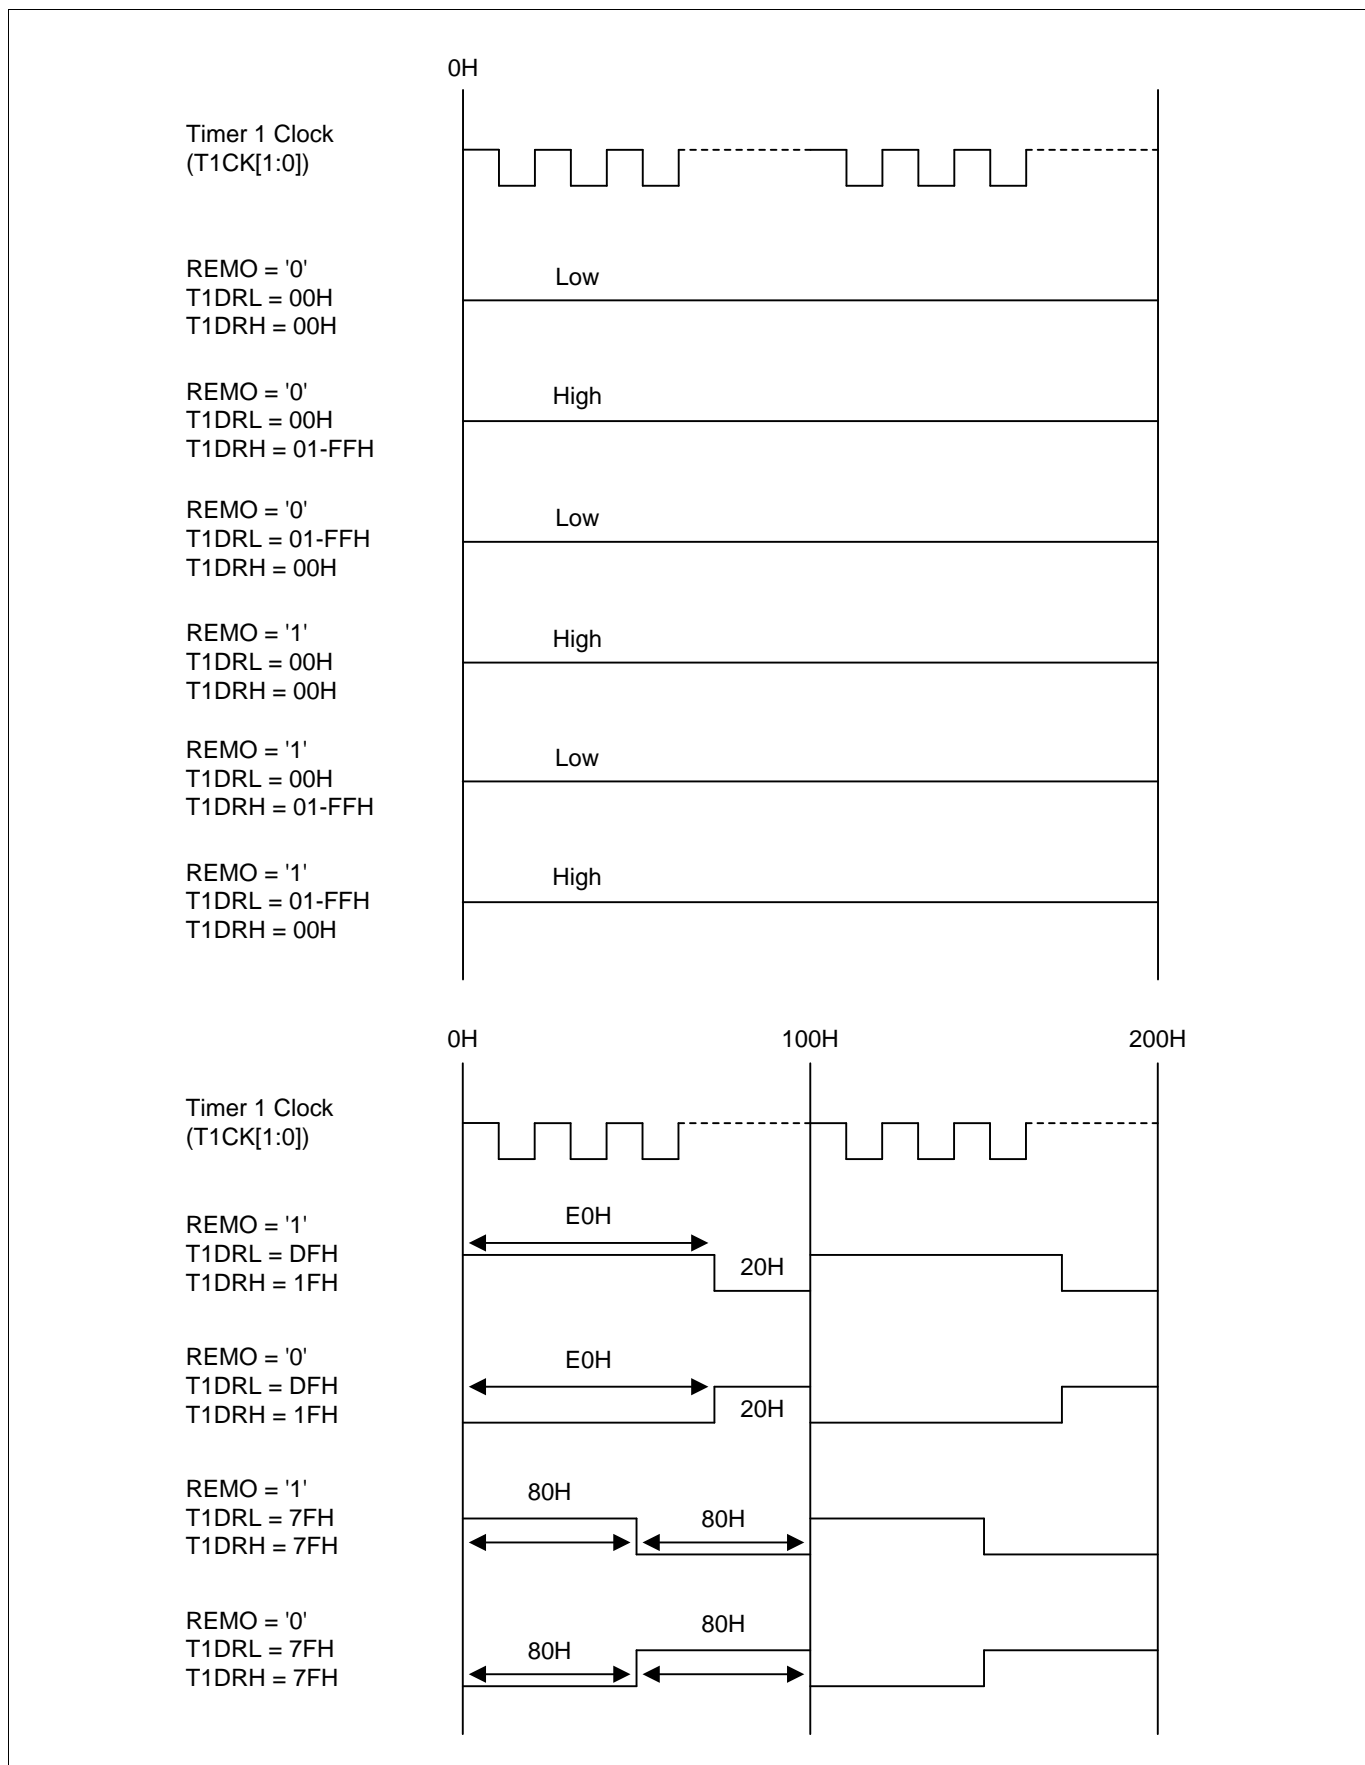 0H
Timer 1 Clock
(T1CK[1:0])
REMO = '0'
T1DRL = 00H
T1DRH = 00H
Low
REMO = '0'
T1DRL = 00H
T1DRH = 01-FFH
High
REMO = '0'
T1DRL = 01-FFH
T1DRH = 00H
Low
REMO = '1'
T1DRL = 00H
T1DRH = 00H
High
REMO = '1'
T1DRL = 00H
T1DRH = 01-FFH
Low
REMO = '1'
T1DRL = 01-FFH
T1DRH = 00H
High
0H 100H 200H
Timer 1 Clock
(T1CK[1:0])
REMO = '1'
T1DRL = DFH
T1DRH = 1FH
E0H
20H
REMO = '0'
T1DRL = DFH
T1DRH = 1FH
E0H
20H
REMO = '1'
T1DRL = 7FH
T1DRH = 7FH
80H
80H
REMO = '0'
T1DRL = 7FH
T1DRH = 7FH
80H
80H